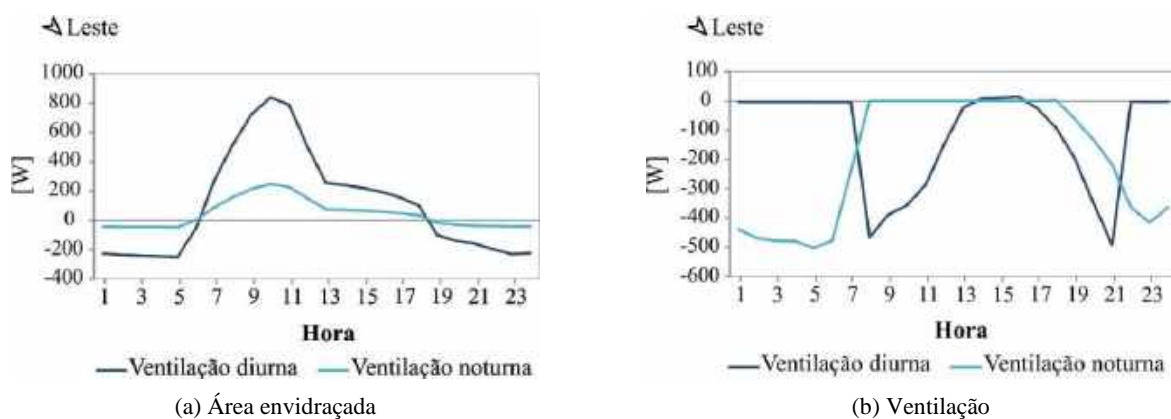 Leste
1000
800
600
400
200
0
-200
-400
[W]
1 3 5 7 9 11 13 15 17 19 21 23
Hora
Ventilação diurna Ventilação noturna
(a) Área envidraçada
Leste
100
0
-100
-200
-300
-400
-500
-600
[W]
1 3 5 7 9 11 13 15 17 19 21 23
Hora
Ventilação diurna Ventilação noturna
(b) Ventilação